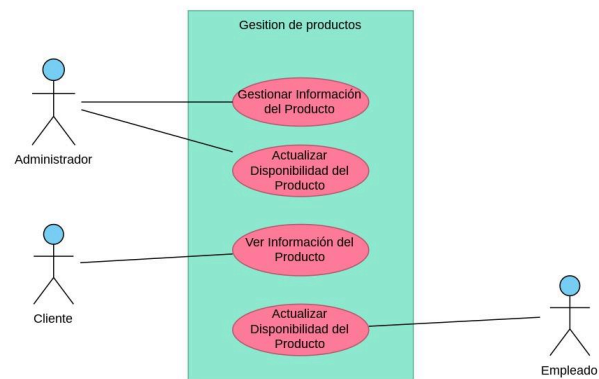 Gesition de productos
Gestionar Información
del Producto
Administrador
Actualizar
Disponibilidad del
Producto
Ver Información del
Producto
Cliente
Actualizar
Disponibilidad del
Producto
Empleado